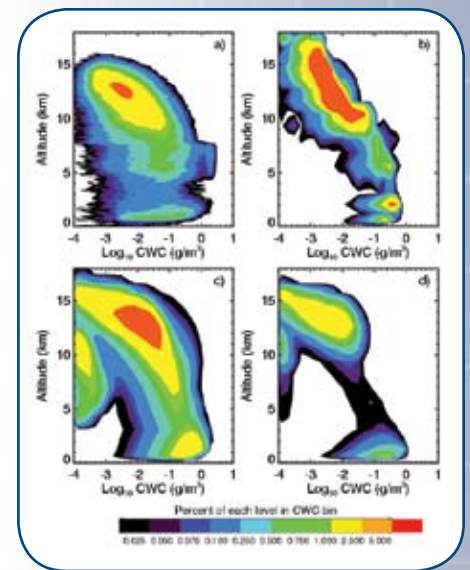 a)
b)
Altitude (km)
15
10
5
0
-4 -3 -2 -1 0 1
Log₁₀ CWC (g/m³)
Altitude (km)
15
10
5
0
-4 -3 -2 -1 0 1
Log₁₀ CWC (g/m³)
c)
d)
Altitude (km)
15
10
5
0
-4 -3 -2 -1 0 1
Log₁₀ CWC (g/m³)
Altitude (km)
15
10
5
0
-4 -3 -2 -1 0 1
Log₁₀ CWC (g/m³)
Percent of each level in CWC bin
0.025 0.050 0.075 0.100 0.250 0.500 0.750 1.000 2.500 5.000